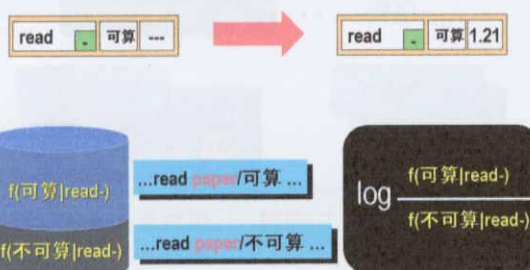 read - 可算 ---
read - 可算 1.21
f(可算|read-)
...read paper/可算 ...
log
f(可算|read-)
f(不可算|read-)
f(不可算|read-)
...read paper/不可算 ...